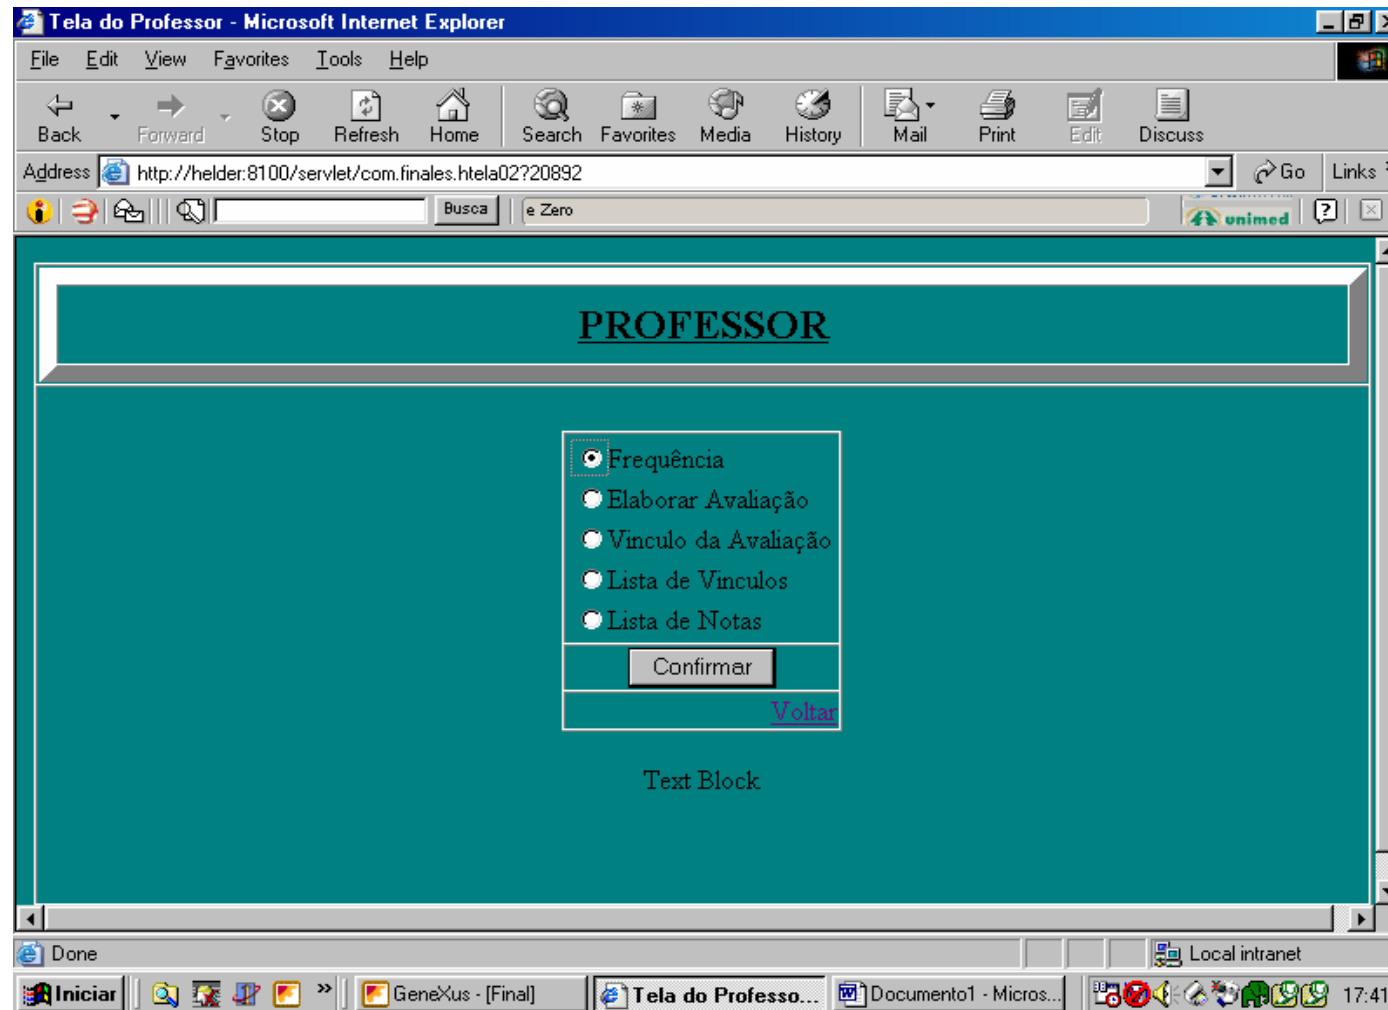 Tela do Professor - Microsoft Internet Explorer
File Edit View Favorites Tools Help
Back Forward Stop Refresh Home Search Favorites Media History Mail Print Edit Discuss
Address http://helder:8100/servlet/com.finales.htela02?20892 Go Links
Busca e Zero unimed
PROFESSOR
Frequência
Elaborar Avaliação
Vinculo da Avaliação
Lista de Vinculos
Lista de Notas
Confirmar
Voltar
Text Block
Done Local intranet
Iniciar » GeneXus - [Final] Tela do Professo... Documento1 - Micros... 17:41